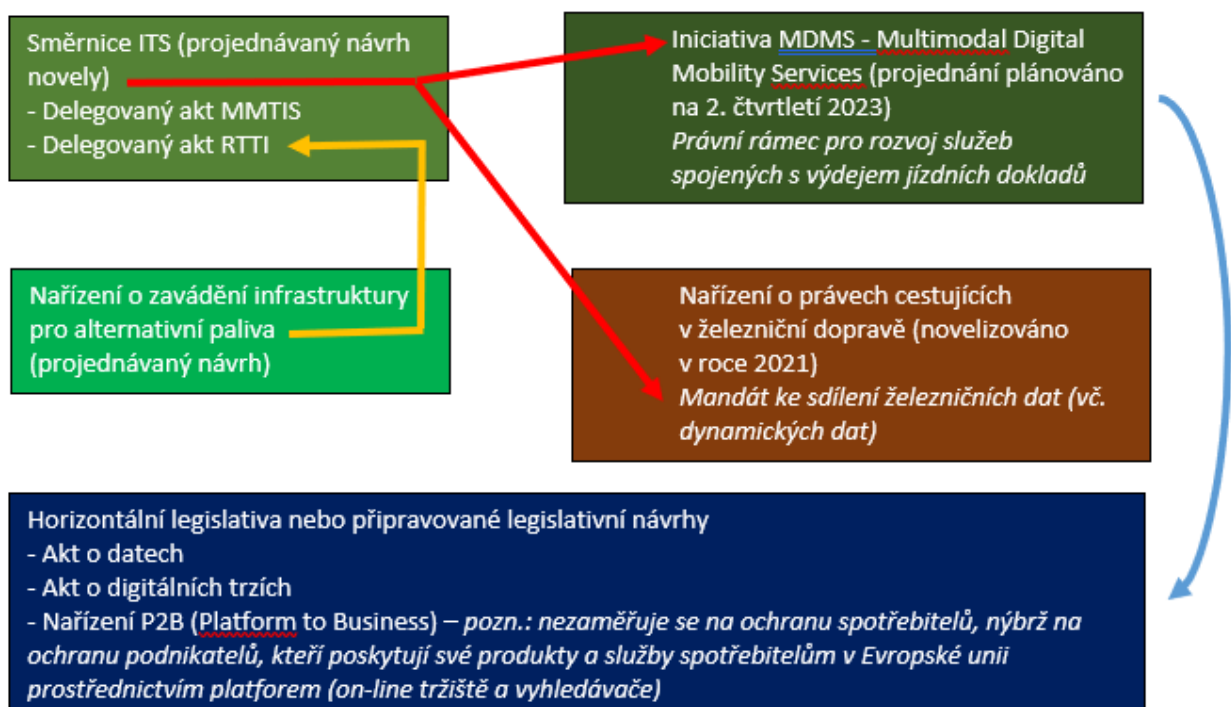 Směrnice ITS (projednávaný návrh
novely)
- Delegovaný akt MMTIS
- Delegovaný akt RTTI
Iniciativa MDMS - Multimodal Digital
Mobility Services (projednání plánováno
na 2. čtvrtletí 2023)
Právní rámec pro rozvoj služeb
spojených s výdejem jízdních dokladů
Nařízení o zavádění infrastruktury
pro alternativní paliva
(projednávaný návrh)
Nařízení o právech cestujících
v železniční dopravě (novelizováno
v roce 2021)
Mandát ke sdílení železničních dat (vč.
dynamických dat)
Horizontální legislativa nebo připravované legislativní návrhy
- Akt o datech
- Akt o digitálních trzích
- Nařízení P2B (Platform to Business) – pozn.: nezaměřuje se na ochranu spotřebitelů, nýbrž na
ochranu podnikatelů, kteří poskytují své produkty a služby spotřebitelům v Evropské unii
prostřednictvím platforem (on-line tržiště a vyhledávače)